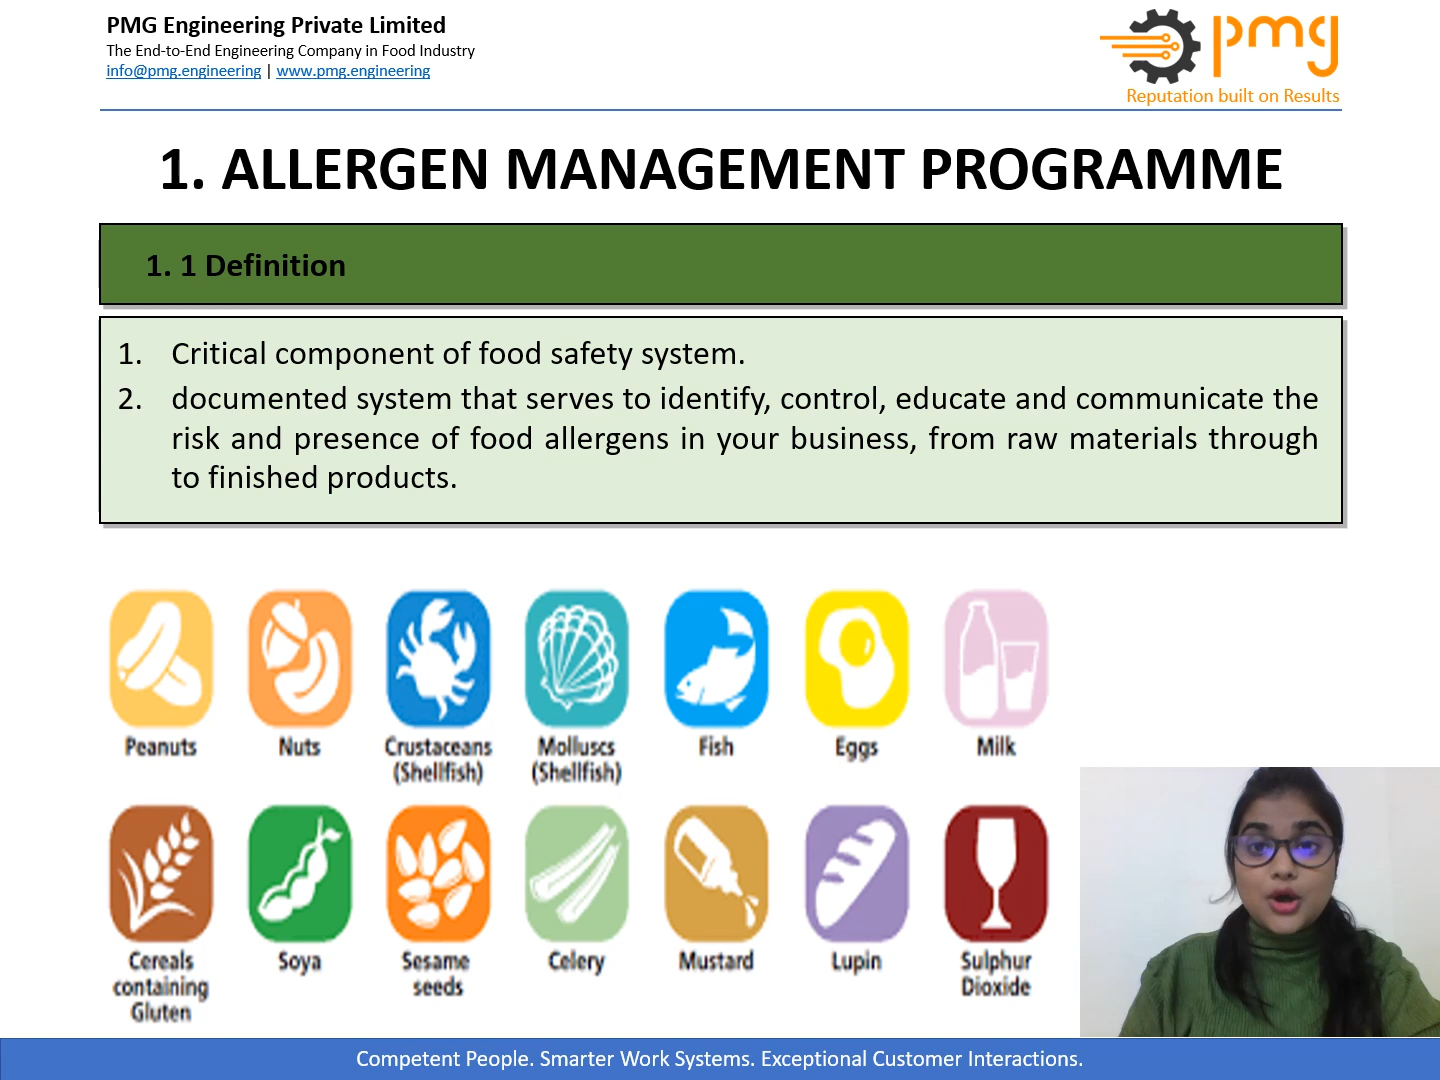 PMG Engineering Private Limited
The End-to-End Engineering Company in Food Industry
info@pmg.engineering | www.pmg.engineering
pmg
Reputation built on Results
1. ALLERGEN MANAGEMENT PROGRAMME
1. 1 Definition
1. Critical component of food safety system.
2. documented system that serves to identify, control, educate and communicate the
risk and presence of food allergens in your business, from raw materials through
to finished products.
Peanuts
Nuts
Crustaceans
(Shellfish)
Molluscs
(Shellfish)
Fish
Eggs
Milk
Cereals
containing
Gluten
Soya
Sesame
seeds
Celery
Mustard
Lupin
Sulphur
Dioxide
Competent People. Smarter Work Systems. Exceptional Customer Interactions.